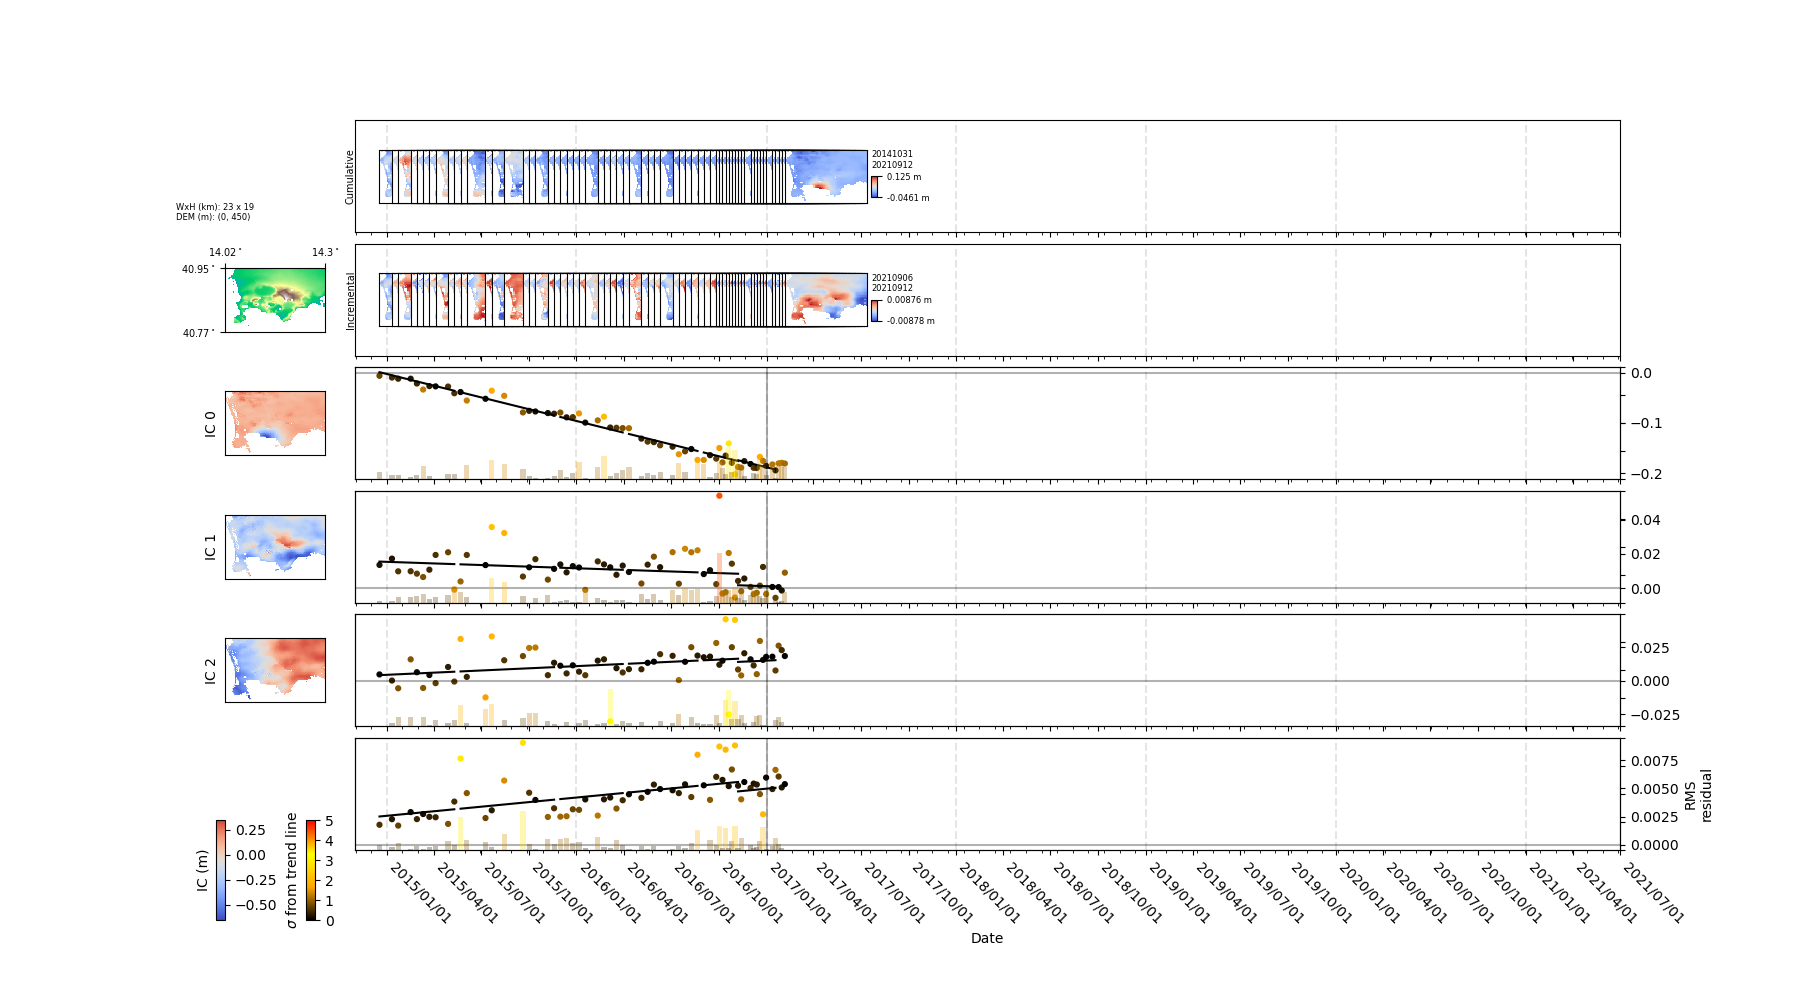 Cumulative
20141031
20210912
0.125 m
-0.0461 m
WxH (km): 23 x 19
DEM (m): (0, 450)
14.02° 14.3°
40.95°
40.77°
Incremental
20210906
20210912
0.00876 m
-0.00878 m
IC 0
0.0
−0.1
−0.2
IC 1
0.04
0.02
0.00
IC 2
0.025
0.000
−0.025
0.0075
0.0050
0.0025
0.0000
RMS
residual
IC (m)
0.25
0.00
−0.25
−0.50
σ from trend line
5
4
3
2
1
0
2015/01/01 2015/04/01 2015/07/01 2015/10/01 2016/01/01 2016/04/01 2016/07/01 2016/10/01 2017/01/01 2017/04/01 2017/07/01 2017/10/01 2018/01/01 2018/04/01 2018/07/01 2018/10/01 2019/01/01 2019/04/01 2019/07/01 2019/10/01 2020/01/01 2020/04/01 2020/07/01 2020/10/01 2021/01/01 2021/04/01 2021/07/01
Date